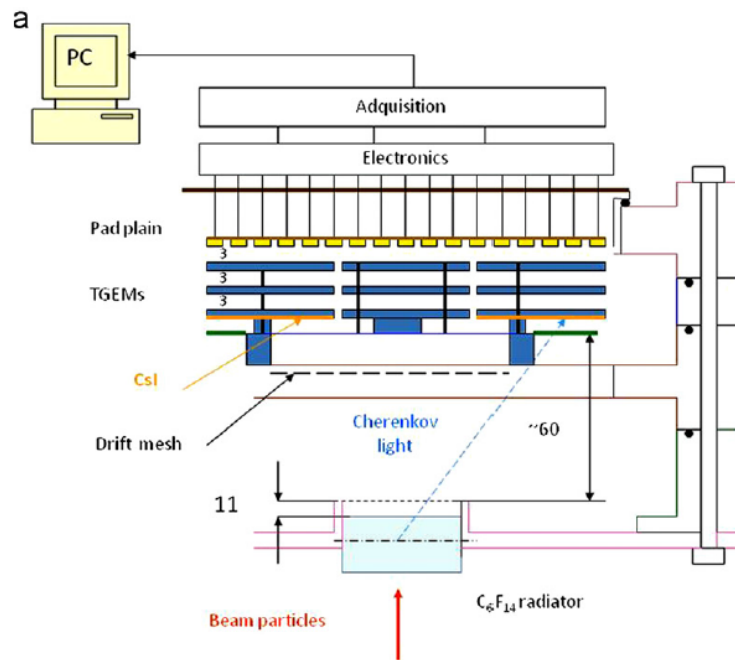 a
PC
Adquisition
Electronics
Pad plain
3
3
TGEMs
3
CsI
Drift mesh
Cherenkov
light
~60
11
C₆F₁₄ radiator
Beam particles